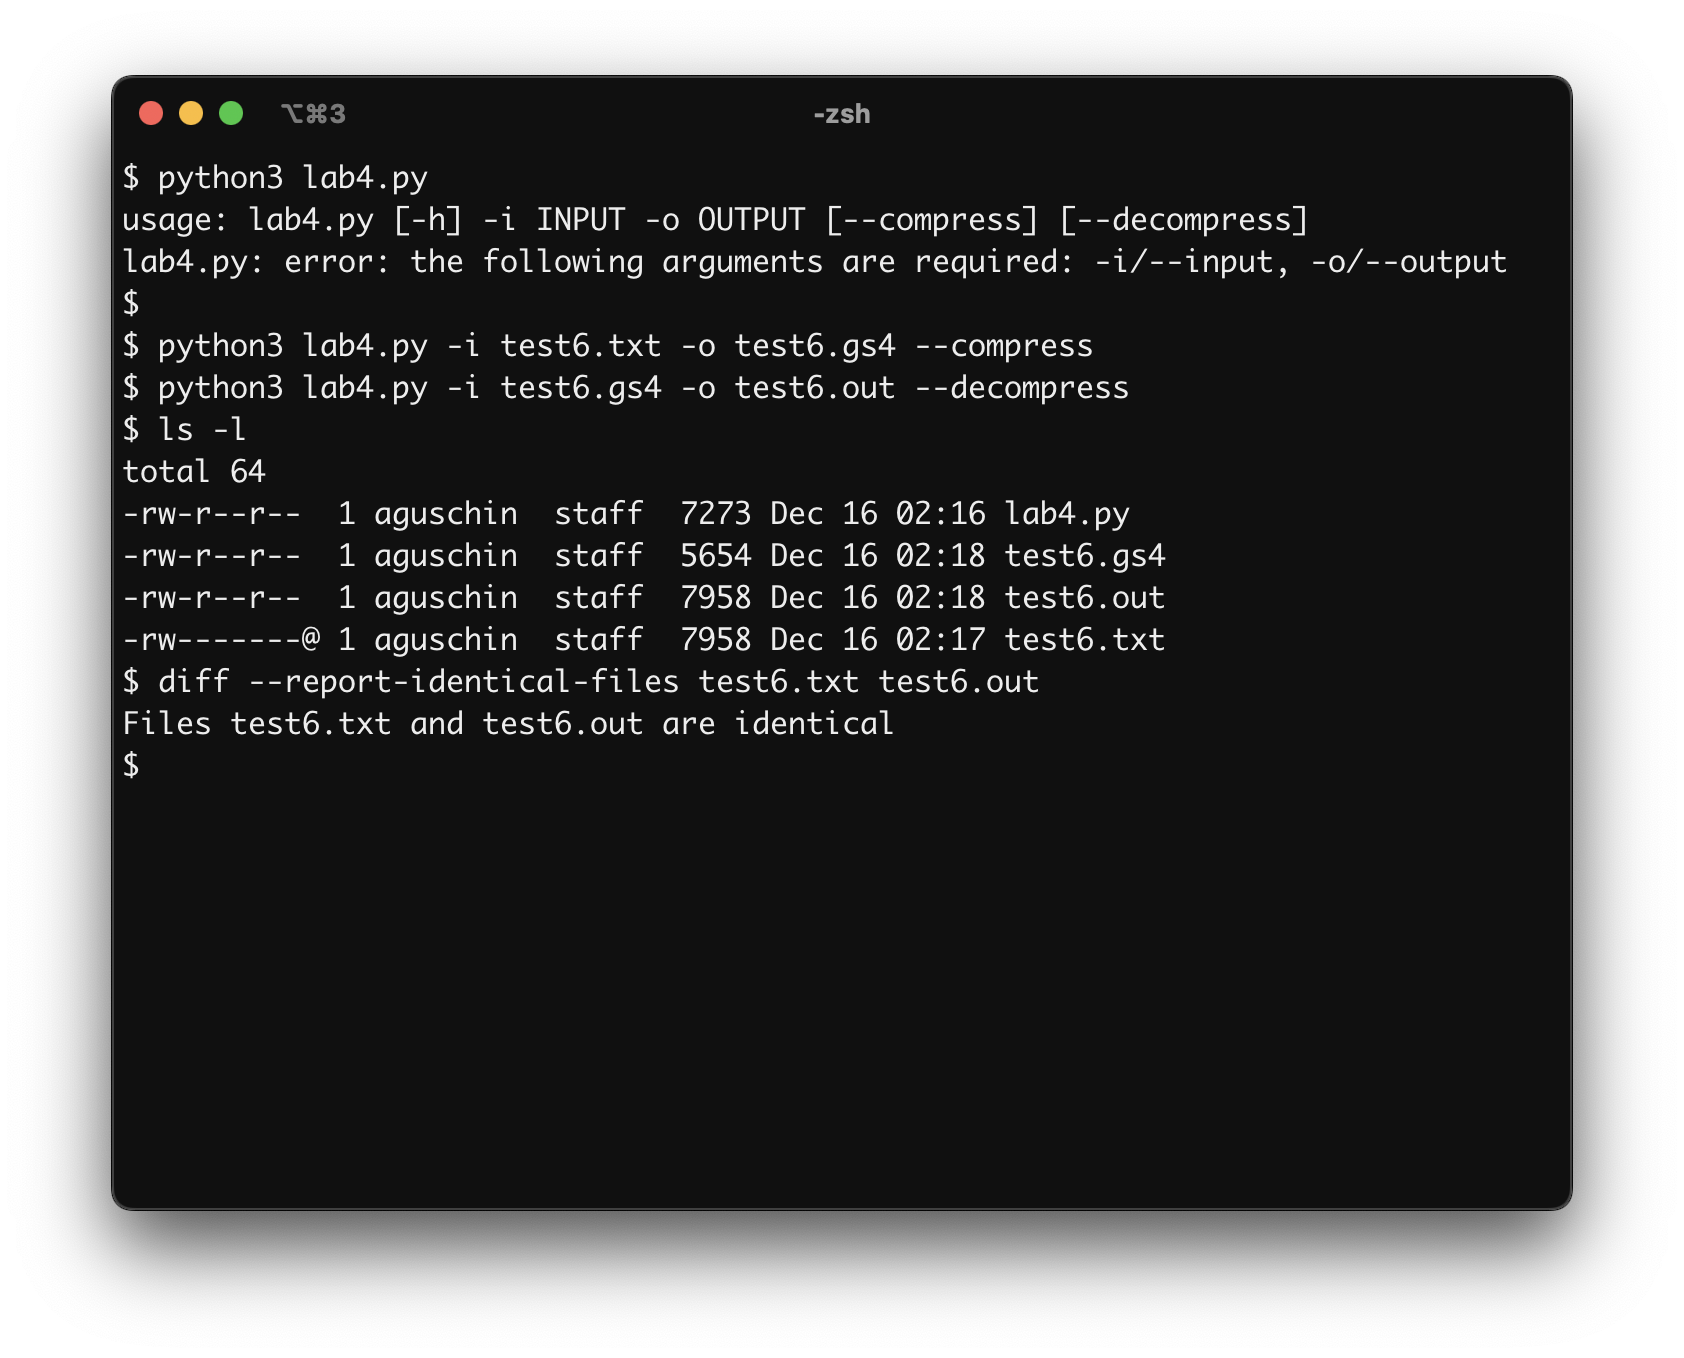 ⌥⌘3
-zsh
$ python3 lab4.py
usage: lab4.py [-h] -i INPUT -o OUTPUT [--compress] [--decompress]
lab4.py: error: the following arguments are required: -i/--input, -o/--output
$
$ python3 lab4.py -i test6.txt -o test6.gs4 --compress
$ python3 lab4.py -i test6.gs4 -o test6.out --decompress
$ ls -l
total 64
-rw-r--r--  1 aguschin  staff  7273 Dec 16 02:16 lab4.py
-rw-r--r--  1 aguschin  staff  5654 Dec 16 02:18 test6.gs4
-rw-r--r--  1 aguschin  staff  7958 Dec 16 02:18 test6.out
-rw-------@ 1 aguschin  staff  7958 Dec 16 02:17 test6.txt
$ diff --report-identical-files test6.txt test6.out
Files test6.txt and test6.out are identical
$